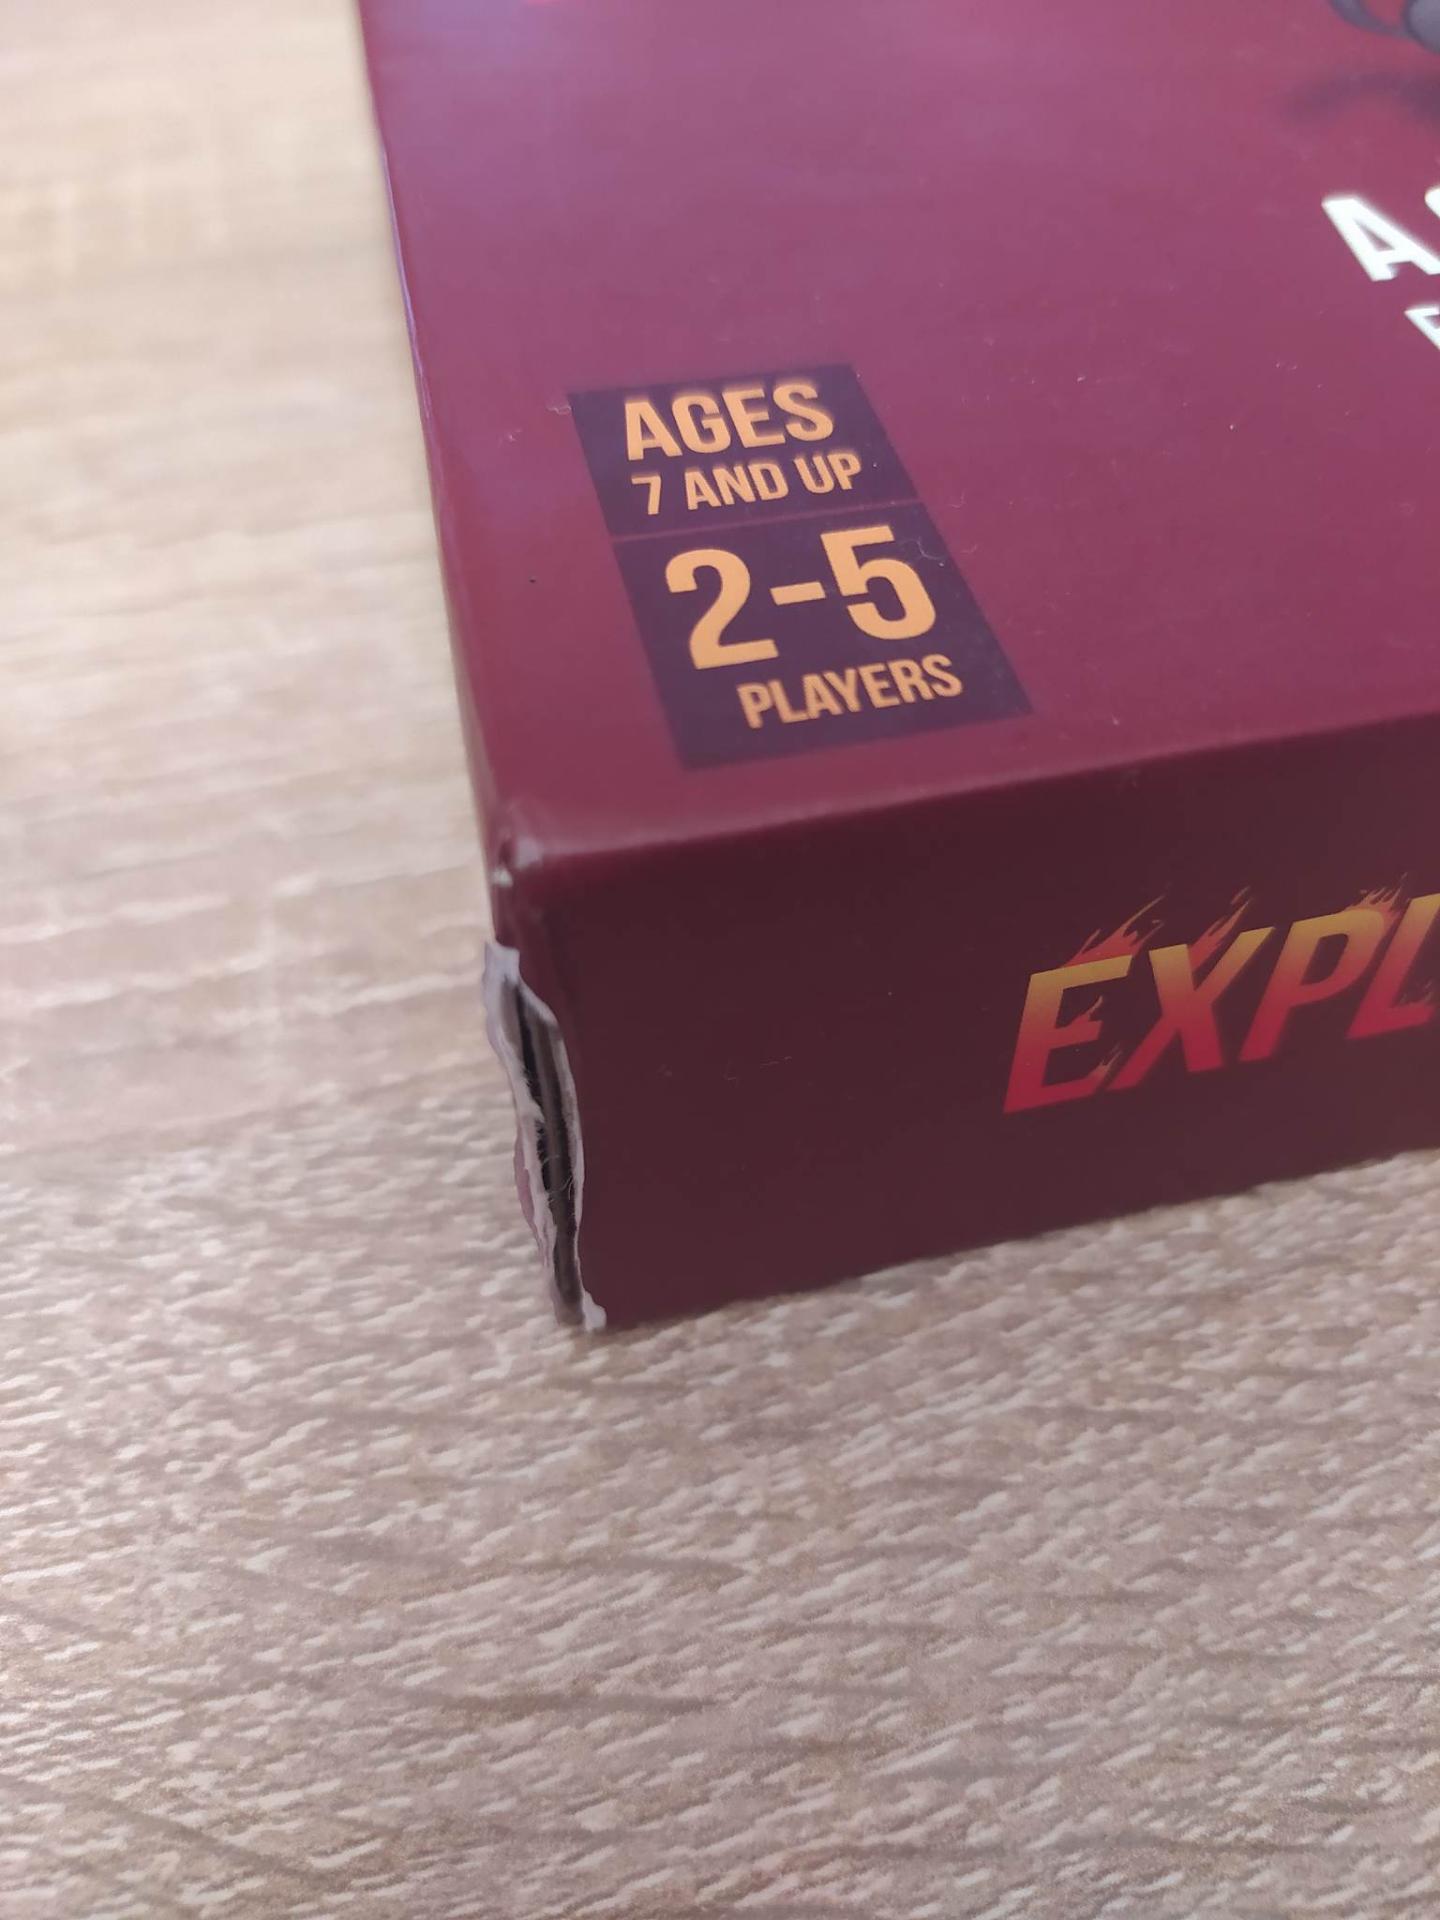 A
AGES
7 AND UP
2-5
PLAYERS
EXPL